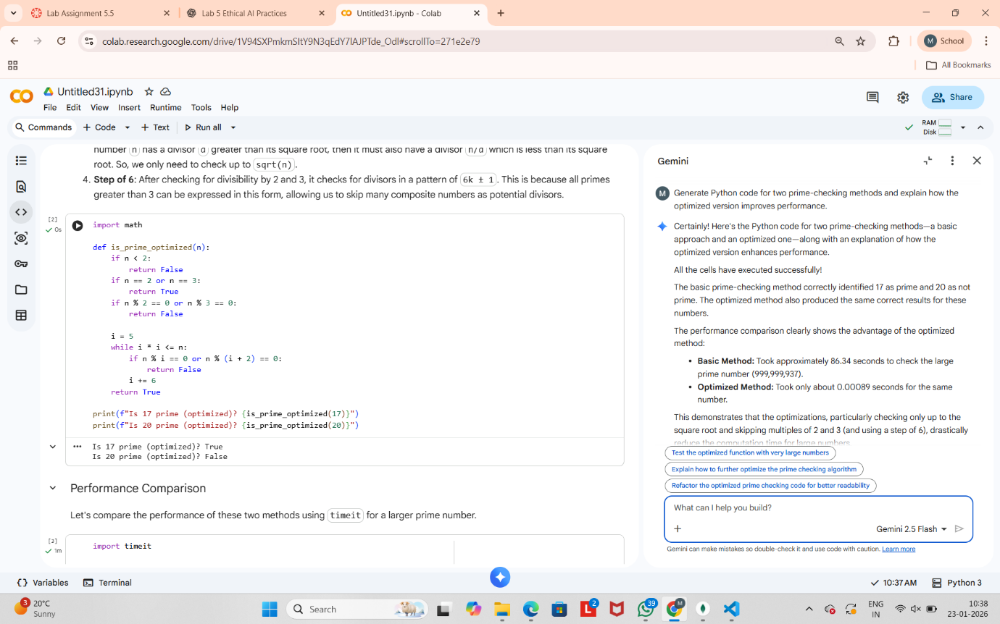 Lab Assignment 5.5
Lab 5 Ethical AI Practices
Untitled31.ipynb - Colab
colab.research.google.com/drive/1V94SXPmkmSItY9N3qEdY7lAJPTde_Odl#scrollTo=271e2e79
M School
All Bookmarks
CO Untitled31.ipynb
File Edit View Insert Runtime Tools Help
Share
Commands + Code + Text Run all
RAM
Disk
number n has a divisor d greater than its square root, then it must also have a divisor n/d which is less than its square
root. So, we only need to check up to sqrt(n).
4. Step of 6: After checking for divisibility by 2 and 3, it checks for divisors in a pattern of 6k ± 1. This is because all primes
greater than 3 can be expressed in this form, allowing us to skip many composite numbers as potential divisors.
[2]
0s
import math
def is_prime_optimized(n):
    if n < 2:
        return False
    if n == 2 or n == 3:
        return True
    if n % 2 == 0 or n % 3 == 0:
        return False
    i = 5
    while i * i <= n:
        if n % i == 0 or n % (i + 2) == 0:
            return False
        i += 6
    return True
print(f"Is 17 prime (optimized)? {is_prime_optimized(17)}")
print(f"Is 20 prime (optimized)? {is_prime_optimized(20)}")
Is 17 prime (optimized)? True
Is 20 prime (optimized)? False
Performance Comparison
Let's compare the performance of these two methods using timeit for a larger prime number.
[3]
1m
import timeit
Gemini
M
Generate Python code for two prime-checking methods and explain how the
optimized version improves performance.
Certainly! Here's the Python code for two prime-checking methods—a basic
approach and an optimized one—along with an explanation of how the
optimized version enhances performance.
All the cells have executed successfully!
The basic prime-checking method correctly identified 17 as prime and 20 as not
prime. The optimized method also produced the same correct results for these
numbers.
The performance comparison clearly shows the advantage of the optimized
method:
• Basic Method: Took approximately 86.34 seconds to check the large
prime number (999,999,937).
• Optimized Method: Took only about 0.00089 seconds for the same
number.
This demonstrates that the optimizations, particularly checking only up to the
square root and skipping multiples of 2 and 3 (and using a step of 6), drastically
reduce the computation time for large numbers.
Test the optimized function with very large numbers
Explain how to further optimize the prime checking algorithm
Refactor the optimized prime checking code for better readability
What can I help you build?
+ Gemini 2.5 Flash
Gemini can make mistakes so double-check it and use code with caution. Learn more
{} Variables Terminal
10:37 AM Python 3
3
20°C
Sunny
Search
L 2
39
M
ENG
IN
10:38
23-01-2026